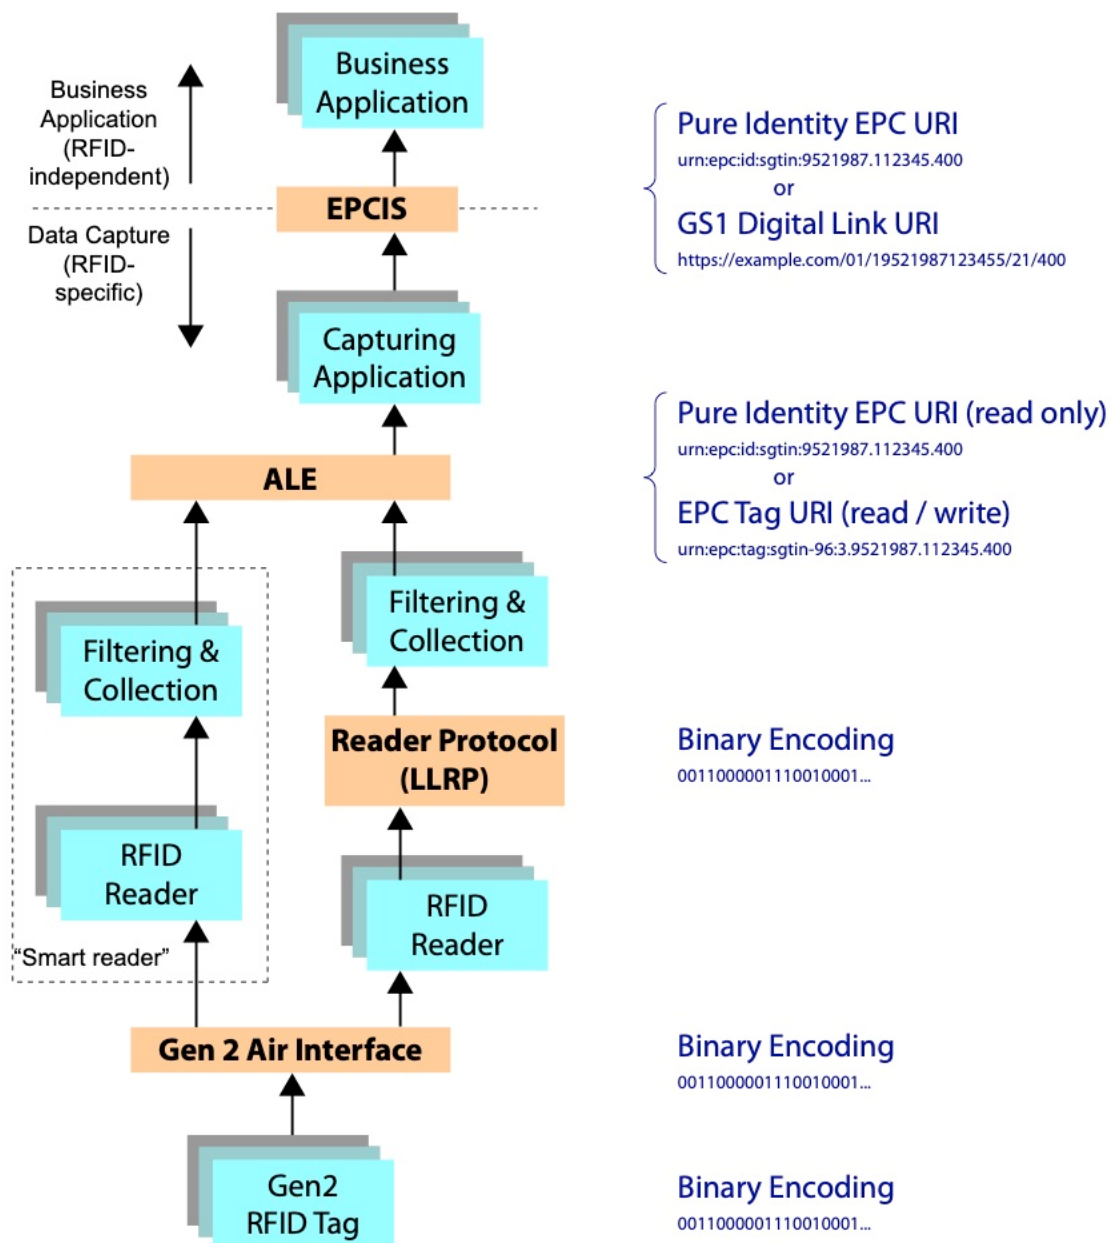 Business
Application
Business
Application
(RFID-
independent)
Pure Identity EPC URI
urn:epc:id:sgtin:9521987.112345.400
or
GS1 Digital Link URI
https://example.com/01/19521987123455/21/400
EPCIS
Data Capture
(RFID-
specific)
Capturing
Application
Pure Identity EPC URI (read only)
urn:epc:id:sgtin:9521987.112345.400
or
EPC Tag URI (read / write)
urn:epc:tag:sgtin-96:3.9521987.112345.400
ALE
Filtering &
Collection
Filtering &
Collection
Reader Protocol
(LLRP)
Binary Encoding
0011000001110010001...
RFID
Reader
RFID
Reader
“Smart reader”
Gen 2 Air Interface
Binary Encoding
0011000001110010001...
Gen2
RFID Tag
Binary Encoding
0011000001110010001...